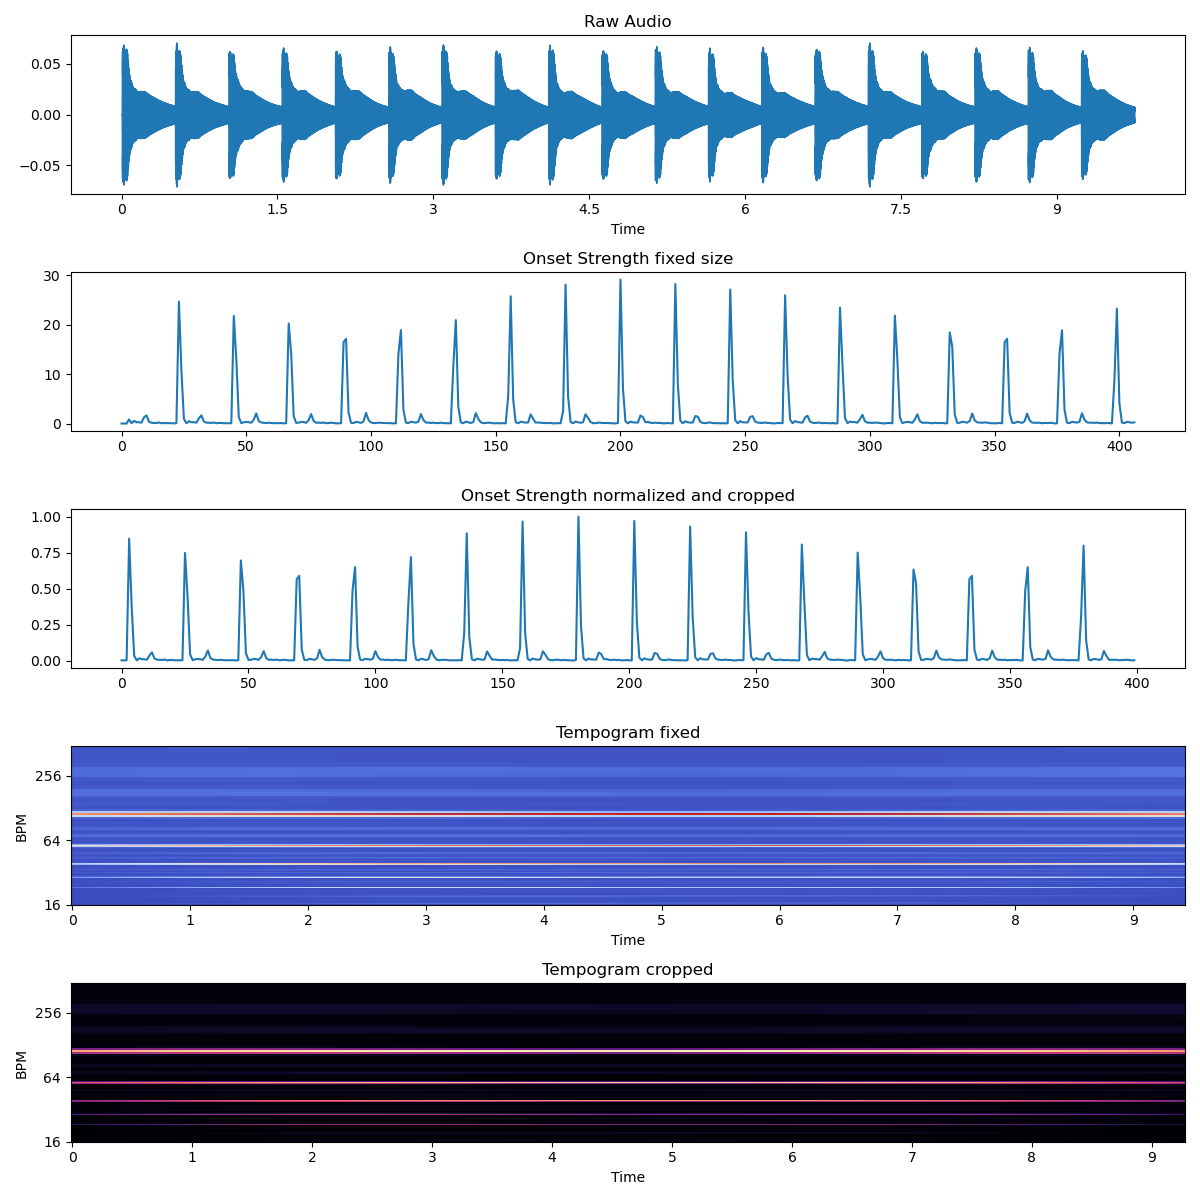 Raw Audio
0.05
0.00
−0.05
0 1.5 3 4.5 6 7.5 9
Time
Onset Strength fixed size
30
20
10
0
0 50 100 150 200 250 300 350 400
Onset Strength normalized and cropped
1.00
0.75
0.50
0.25
0.00
0 50 100 150 200 250 300 350 400
Tempogram fixed
256
64
16
BPM
0 1 2 3 4 5 6 7 8 9
Time
Tempogram cropped
256
64
16
BPM
0 1 2 3 4 5 6 7 8 9
Time